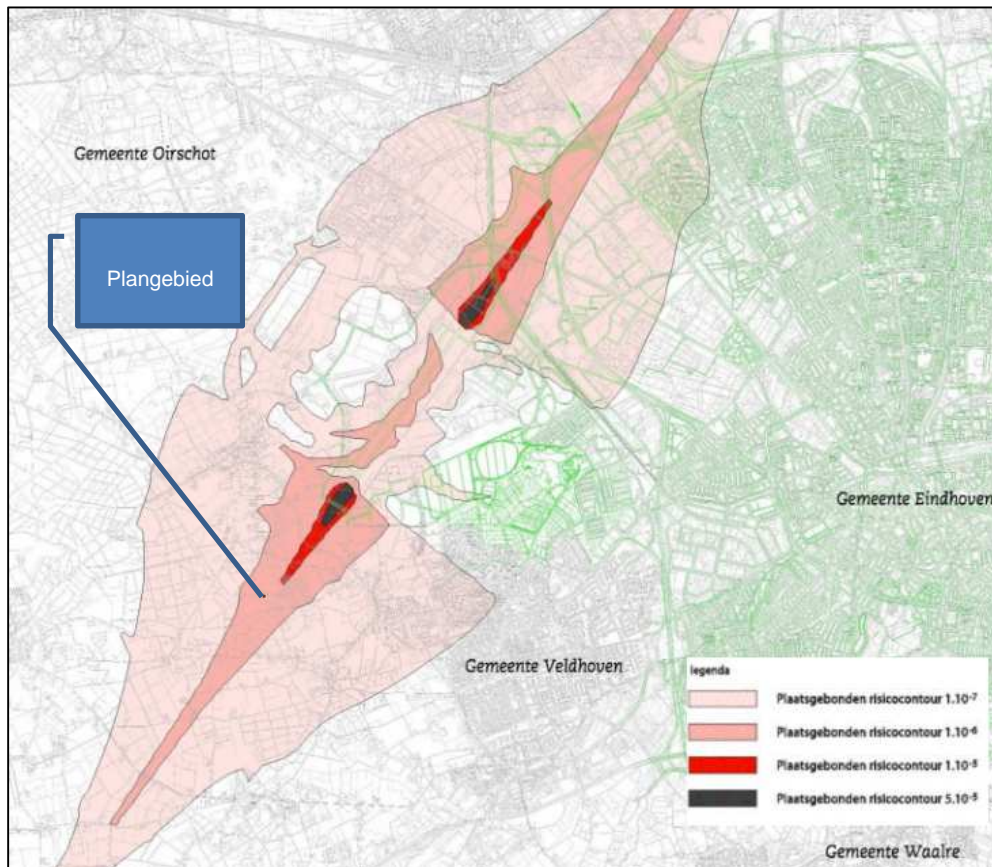 Gemeente Oirschot
Plangebied
Gemeente Eindhoven
Gemeente Veldhoven
legenda
Plaatsgebonden risicocontour 1.10⁻⁷
Plaatsgebonden risicocontour 1.10⁻⁶
Plaatsgebonden risicocontour 1.10⁻⁵
Plaatsgebonden risicocontour 5.10⁻⁵
Gemeente Waalre